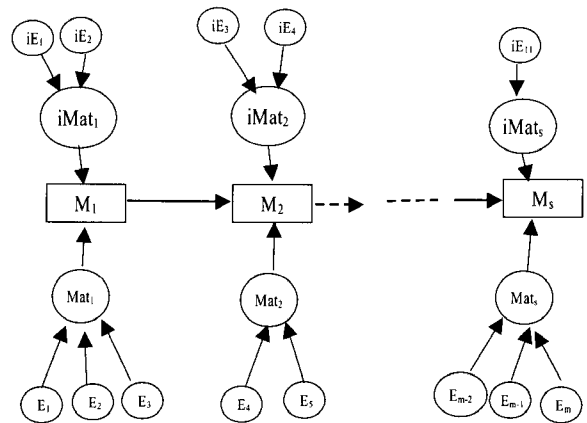 iE₁ iE₂ iE₃ iE₄ iE₁₁
iMat₁ iMat₂ iMatₛ
M₁ M₂ Mₛ
Mat₁ Mat₂ Matₛ
E₁ E₂ E₃ E₄ E₅ Eₘ₋₂ Eₘ₋₁ Eₘ